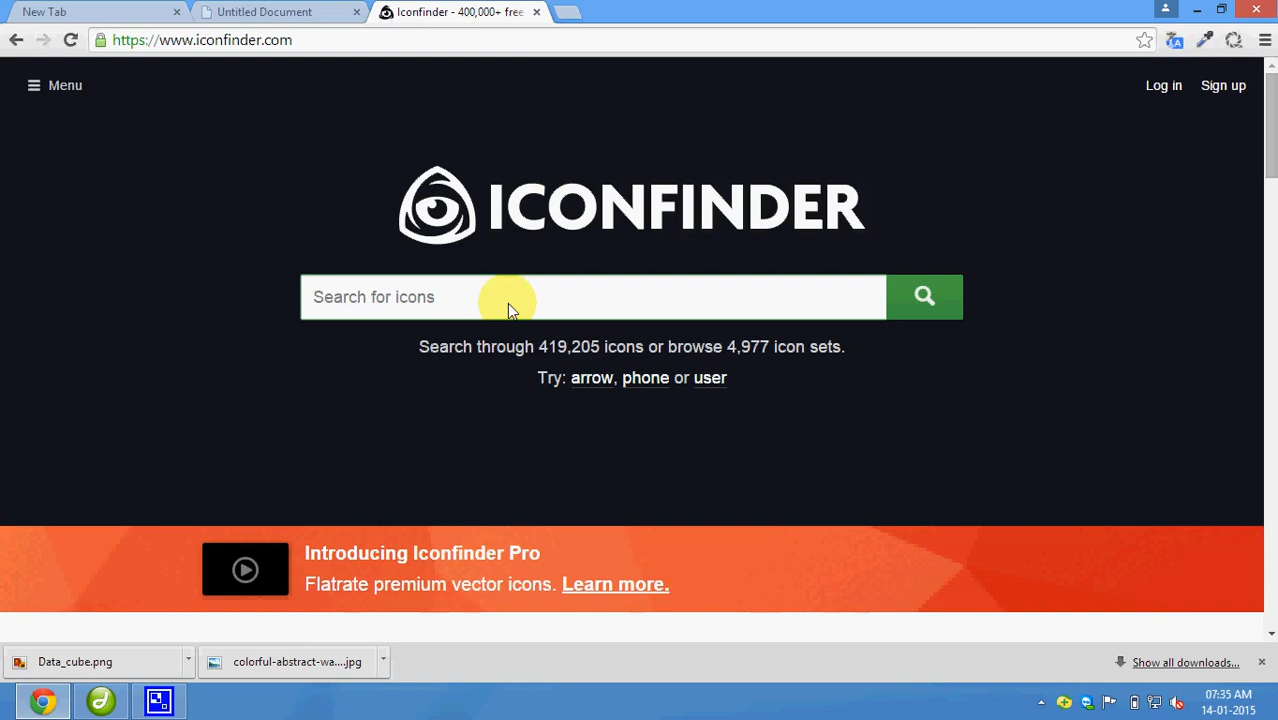 New Tab
Untitled Document
Iconfinder - 400,000+ free
https://www.iconfinder.com
Menu
Log in
Sign up
ICONFINDER
Search for icons
Search through 419,205 icons or browse 4,977 icon sets.
Try: arrow, phone or user
Introducing Iconfinder Pro
Flatrate premium vector icons. Learn more.
Data_cube.png
colorful-abstract-wa....jpg
Show all downloads...
07:35 AM
14-01-2015